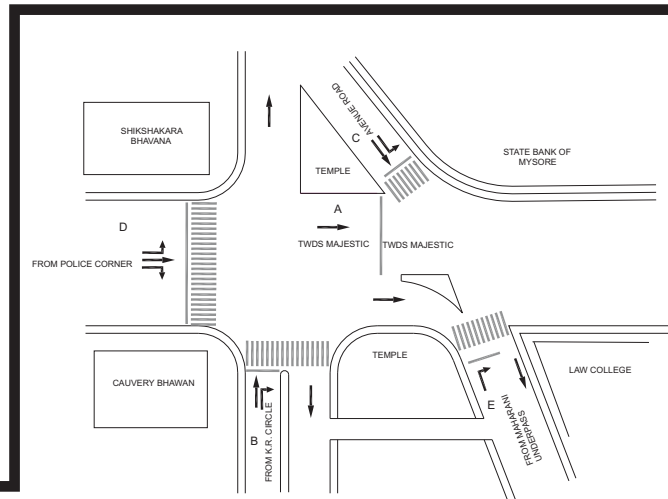 SHIKSHAKARA
BHAVANA
AVENUE ROAD
C
STATE BANK OF
MYSORE
TEMPLE
A
D
TWDS MAJESTIC
TWDS MAJESTIC
FROM POLICE CORNER
TEMPLE
CAUVERY BHAWAN
LAW COLLEGE
E
B
FROM K.R. CIRCLE
FROM MAHARANI
UNDERPASS